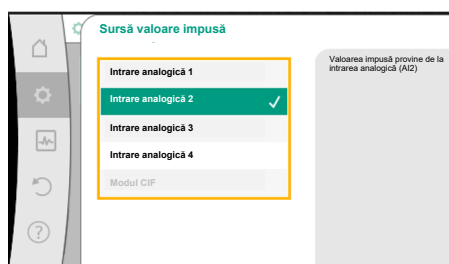 Sursă valoare impusă
Intrare analogică 1
Intrare analogică 2
Intrare analogică 3
Intrare analogică 4
Modul CIF
Valoarea impusă provine de la
intrarea analogică (AI2)